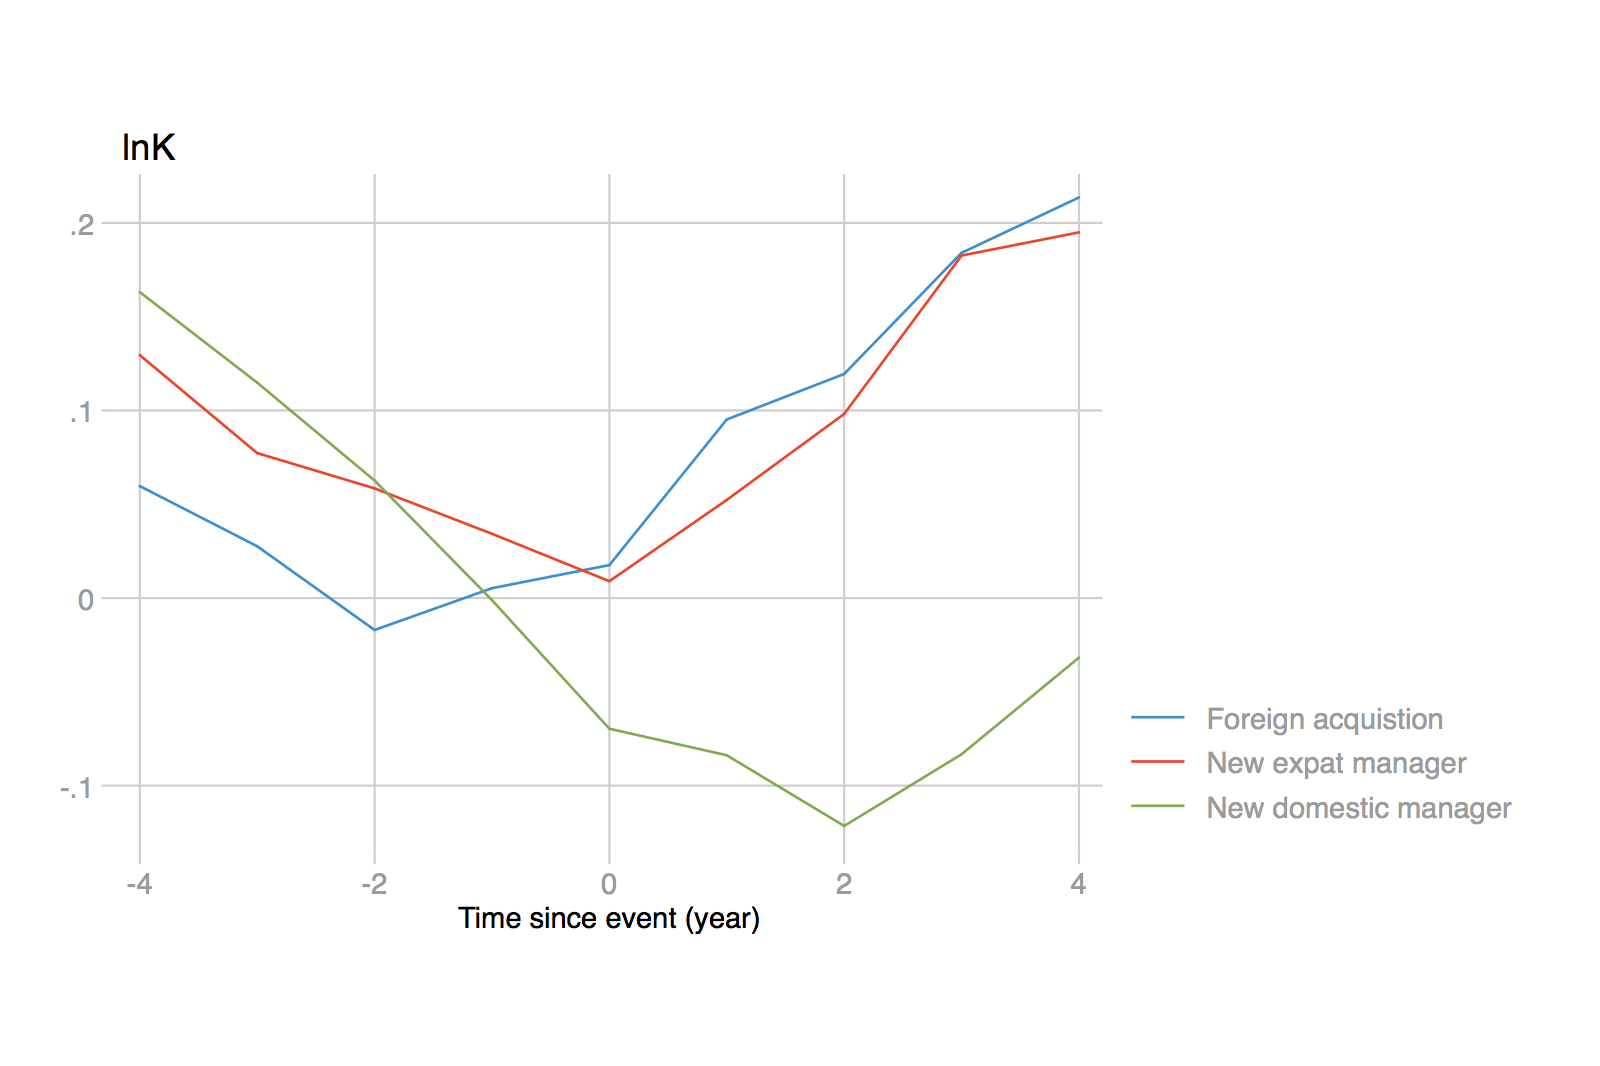 lnK
.2
.1
0
-.1
-4 -2 0 2 4
Time since event (year)
Foreign acquistion
New expat manager
New domestic manager